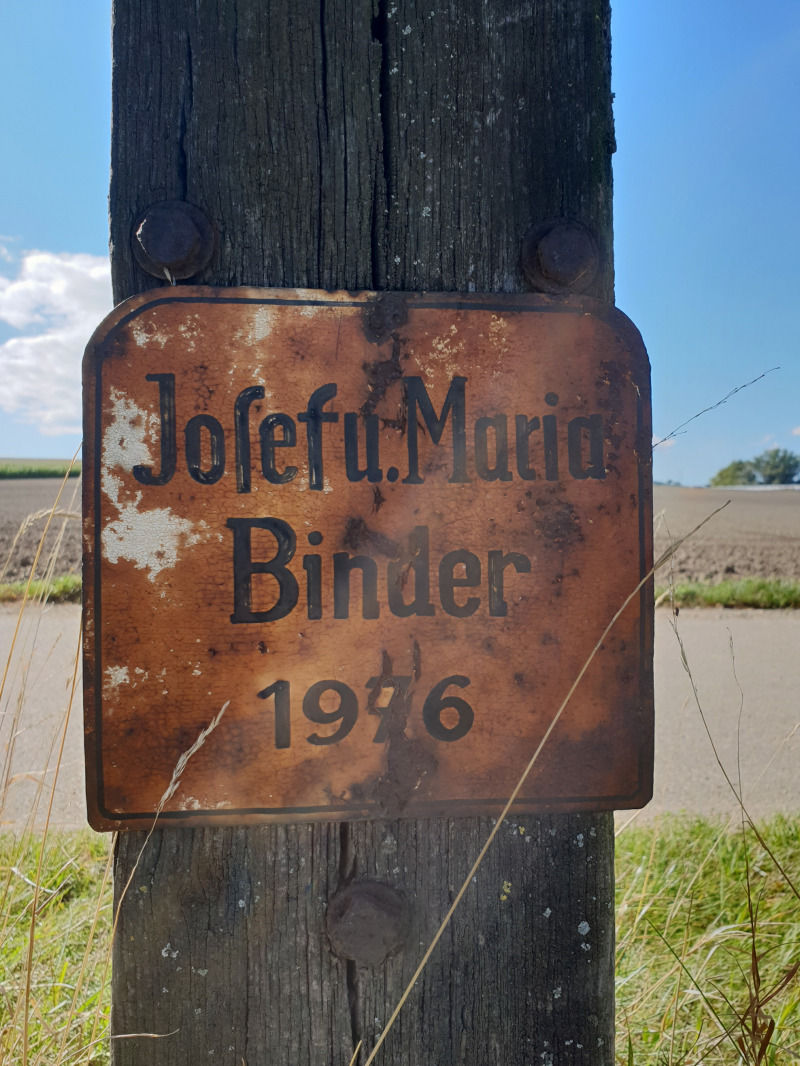 Joſef u. Maria
Binder
1976